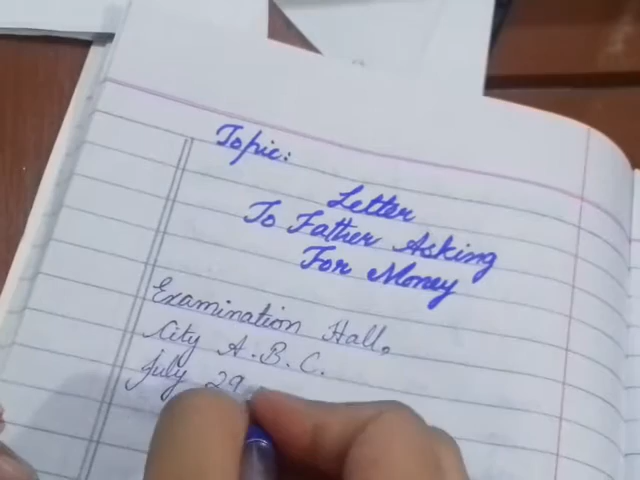 Topic:
Letter
To Father Asking
For Money
Examination Hall.
City A.B.C.
July 29